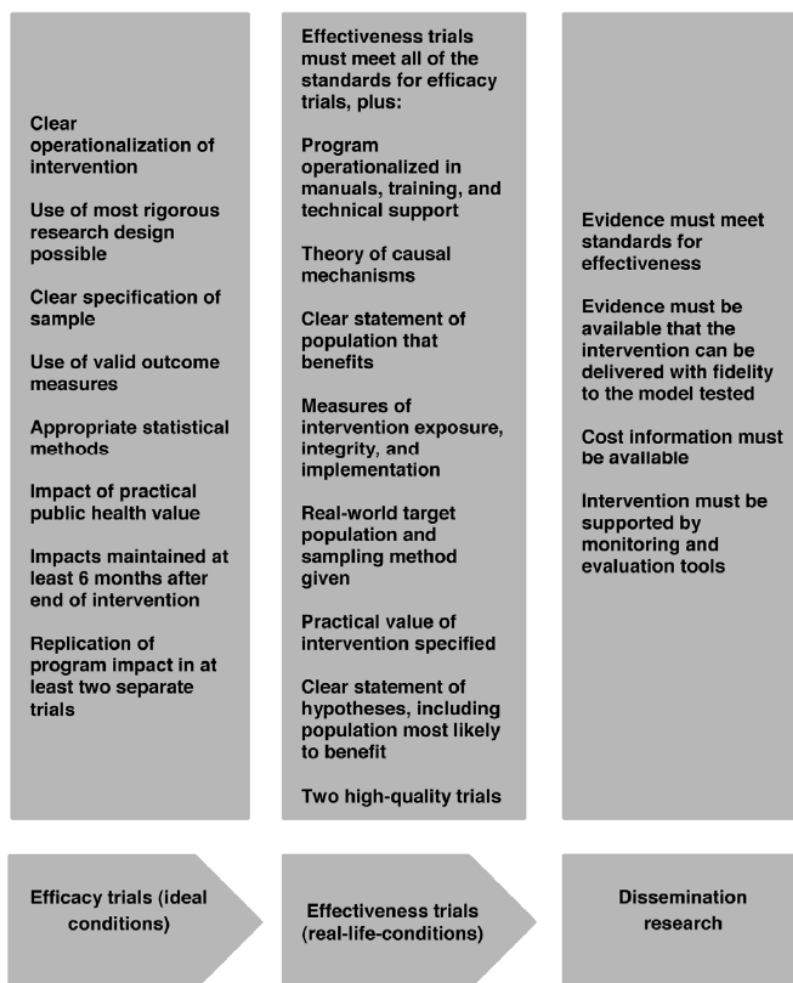 Clear
operationalization of
intervention
Use of most rigorous
research design
possible
Clear specification of
sample
Use of valid outcome
measures
Appropriate statistical
methods
Impact of practical
public health value
Impacts maintained at
least 6 months after
end of intervention
Replication of
program impact in at
least two separate
trials
Effectiveness trials
must meet all of the
standards for efficacy
trials, plus:
Program
operationalized in
manuals, training, and
technical support
Theory of causal
mechanisms
Clear statement of
population that
benefits
Measures of
intervention exposure,
integrity, and
implementation
Real-world target
population and
sampling method
given
Practical value of
intervention specified
Clear statement of
hypotheses, including
population most likely
to benefit
Two high-quality trials
Evidence must meet
standards for
effectiveness
Evidence must be
available that the
intervention can be
delivered with fidelity
to the model tested
Cost information must
be available
Intervention must be
supported by
monitoring and
evaluation tools
Efficacy trials (ideal
conditions)
Effectiveness trials
(real-life-conditions)
Dissemination
research